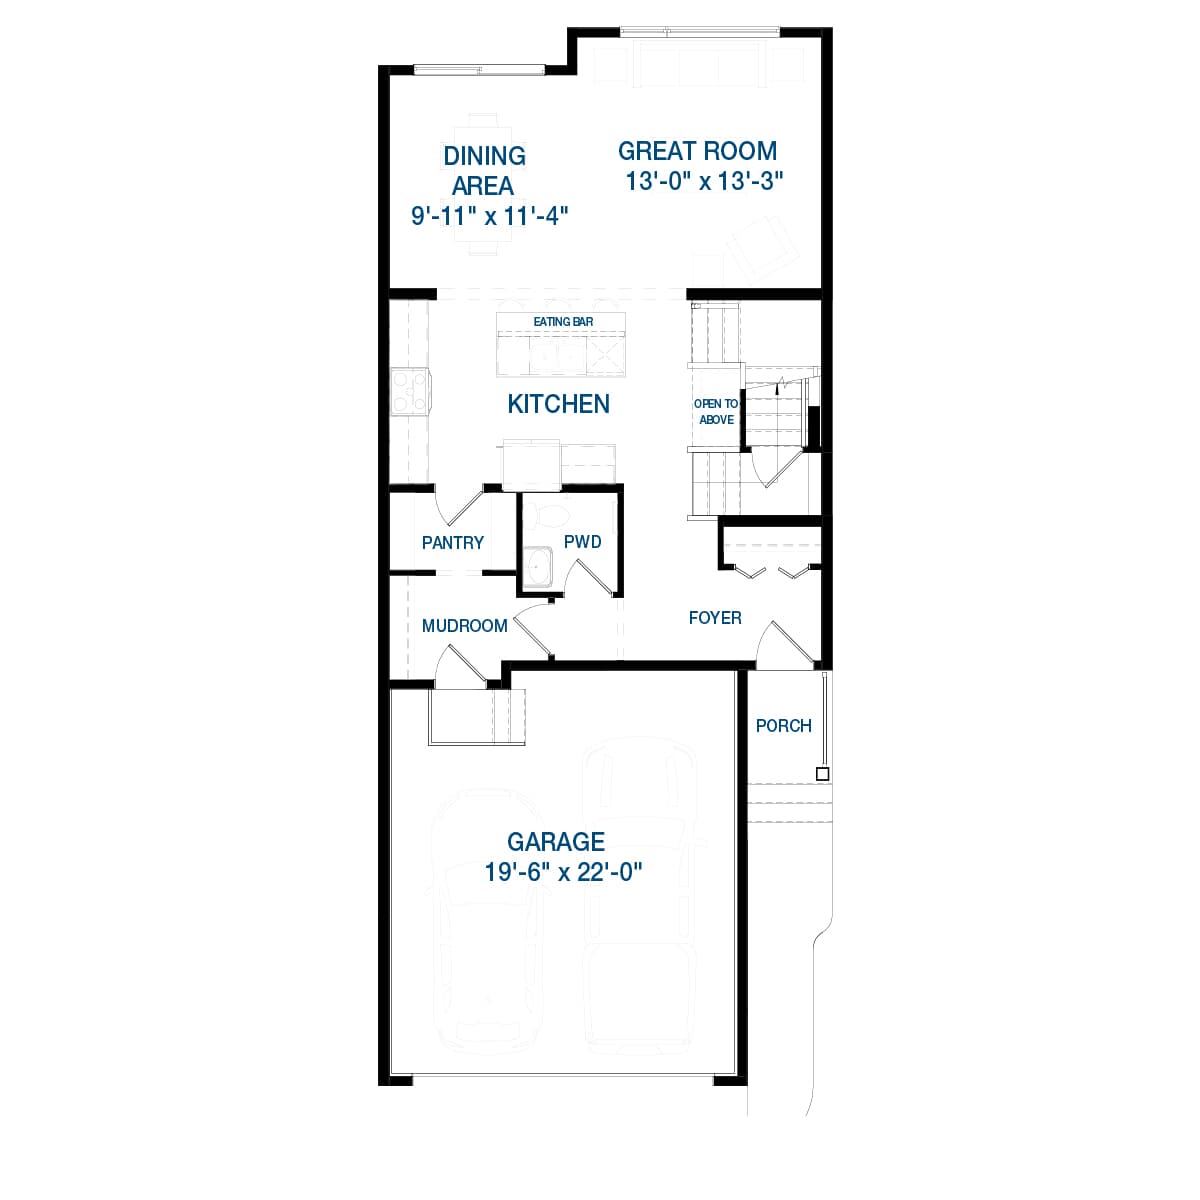 DINING
AREA
9'-11" x 11'-4"
GREAT ROOM
13'-0" x 13'-3"
EATING BAR
KITCHEN
OPEN TO
ABOVE
PANTRY
PWD
MUDROOM
FOYER
PORCH
GARAGE
19'-6" x 22'-0"